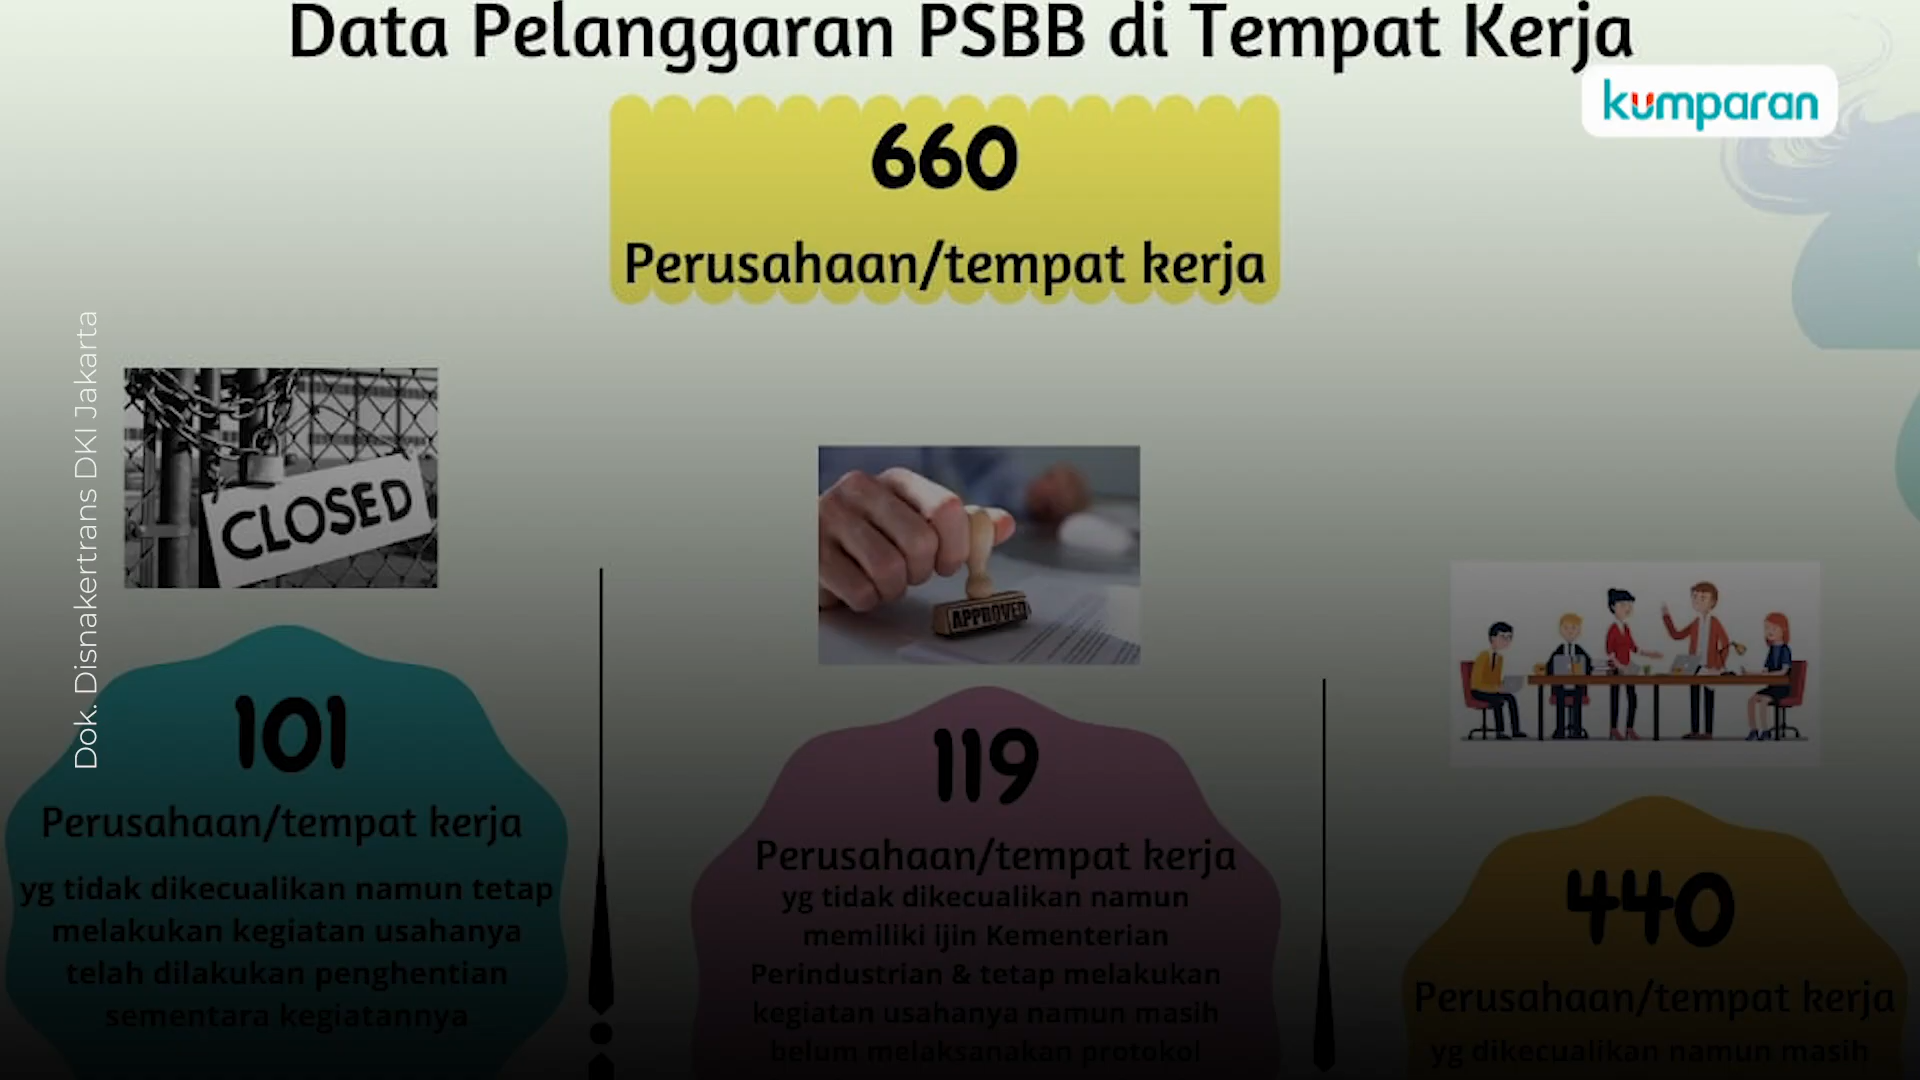 Data Pelanggaran PSBB di Tempat Kerja
kumparan
660
Perusahaan/tempat kerja
Dok. Disnakertrans DKI Jakarta
CLOSED
APPROVED
101
Perusahaan/tempat kerja
yg tidak dikecualikan namun tetap
melakukan kegiatan usahanya
telah dilakukan penghentian
sementara kegiatannya
119
Perusahaan/tempat kerja
yg tidak dikecualikan namun
memiliki ijin Kementerian
Perindustrian & tetap melakukan
kegiatan usahanya namun masih
belum melaksanakan protokol
440
Perusahaan/tempat kerja
yg dikecualikan namun masih